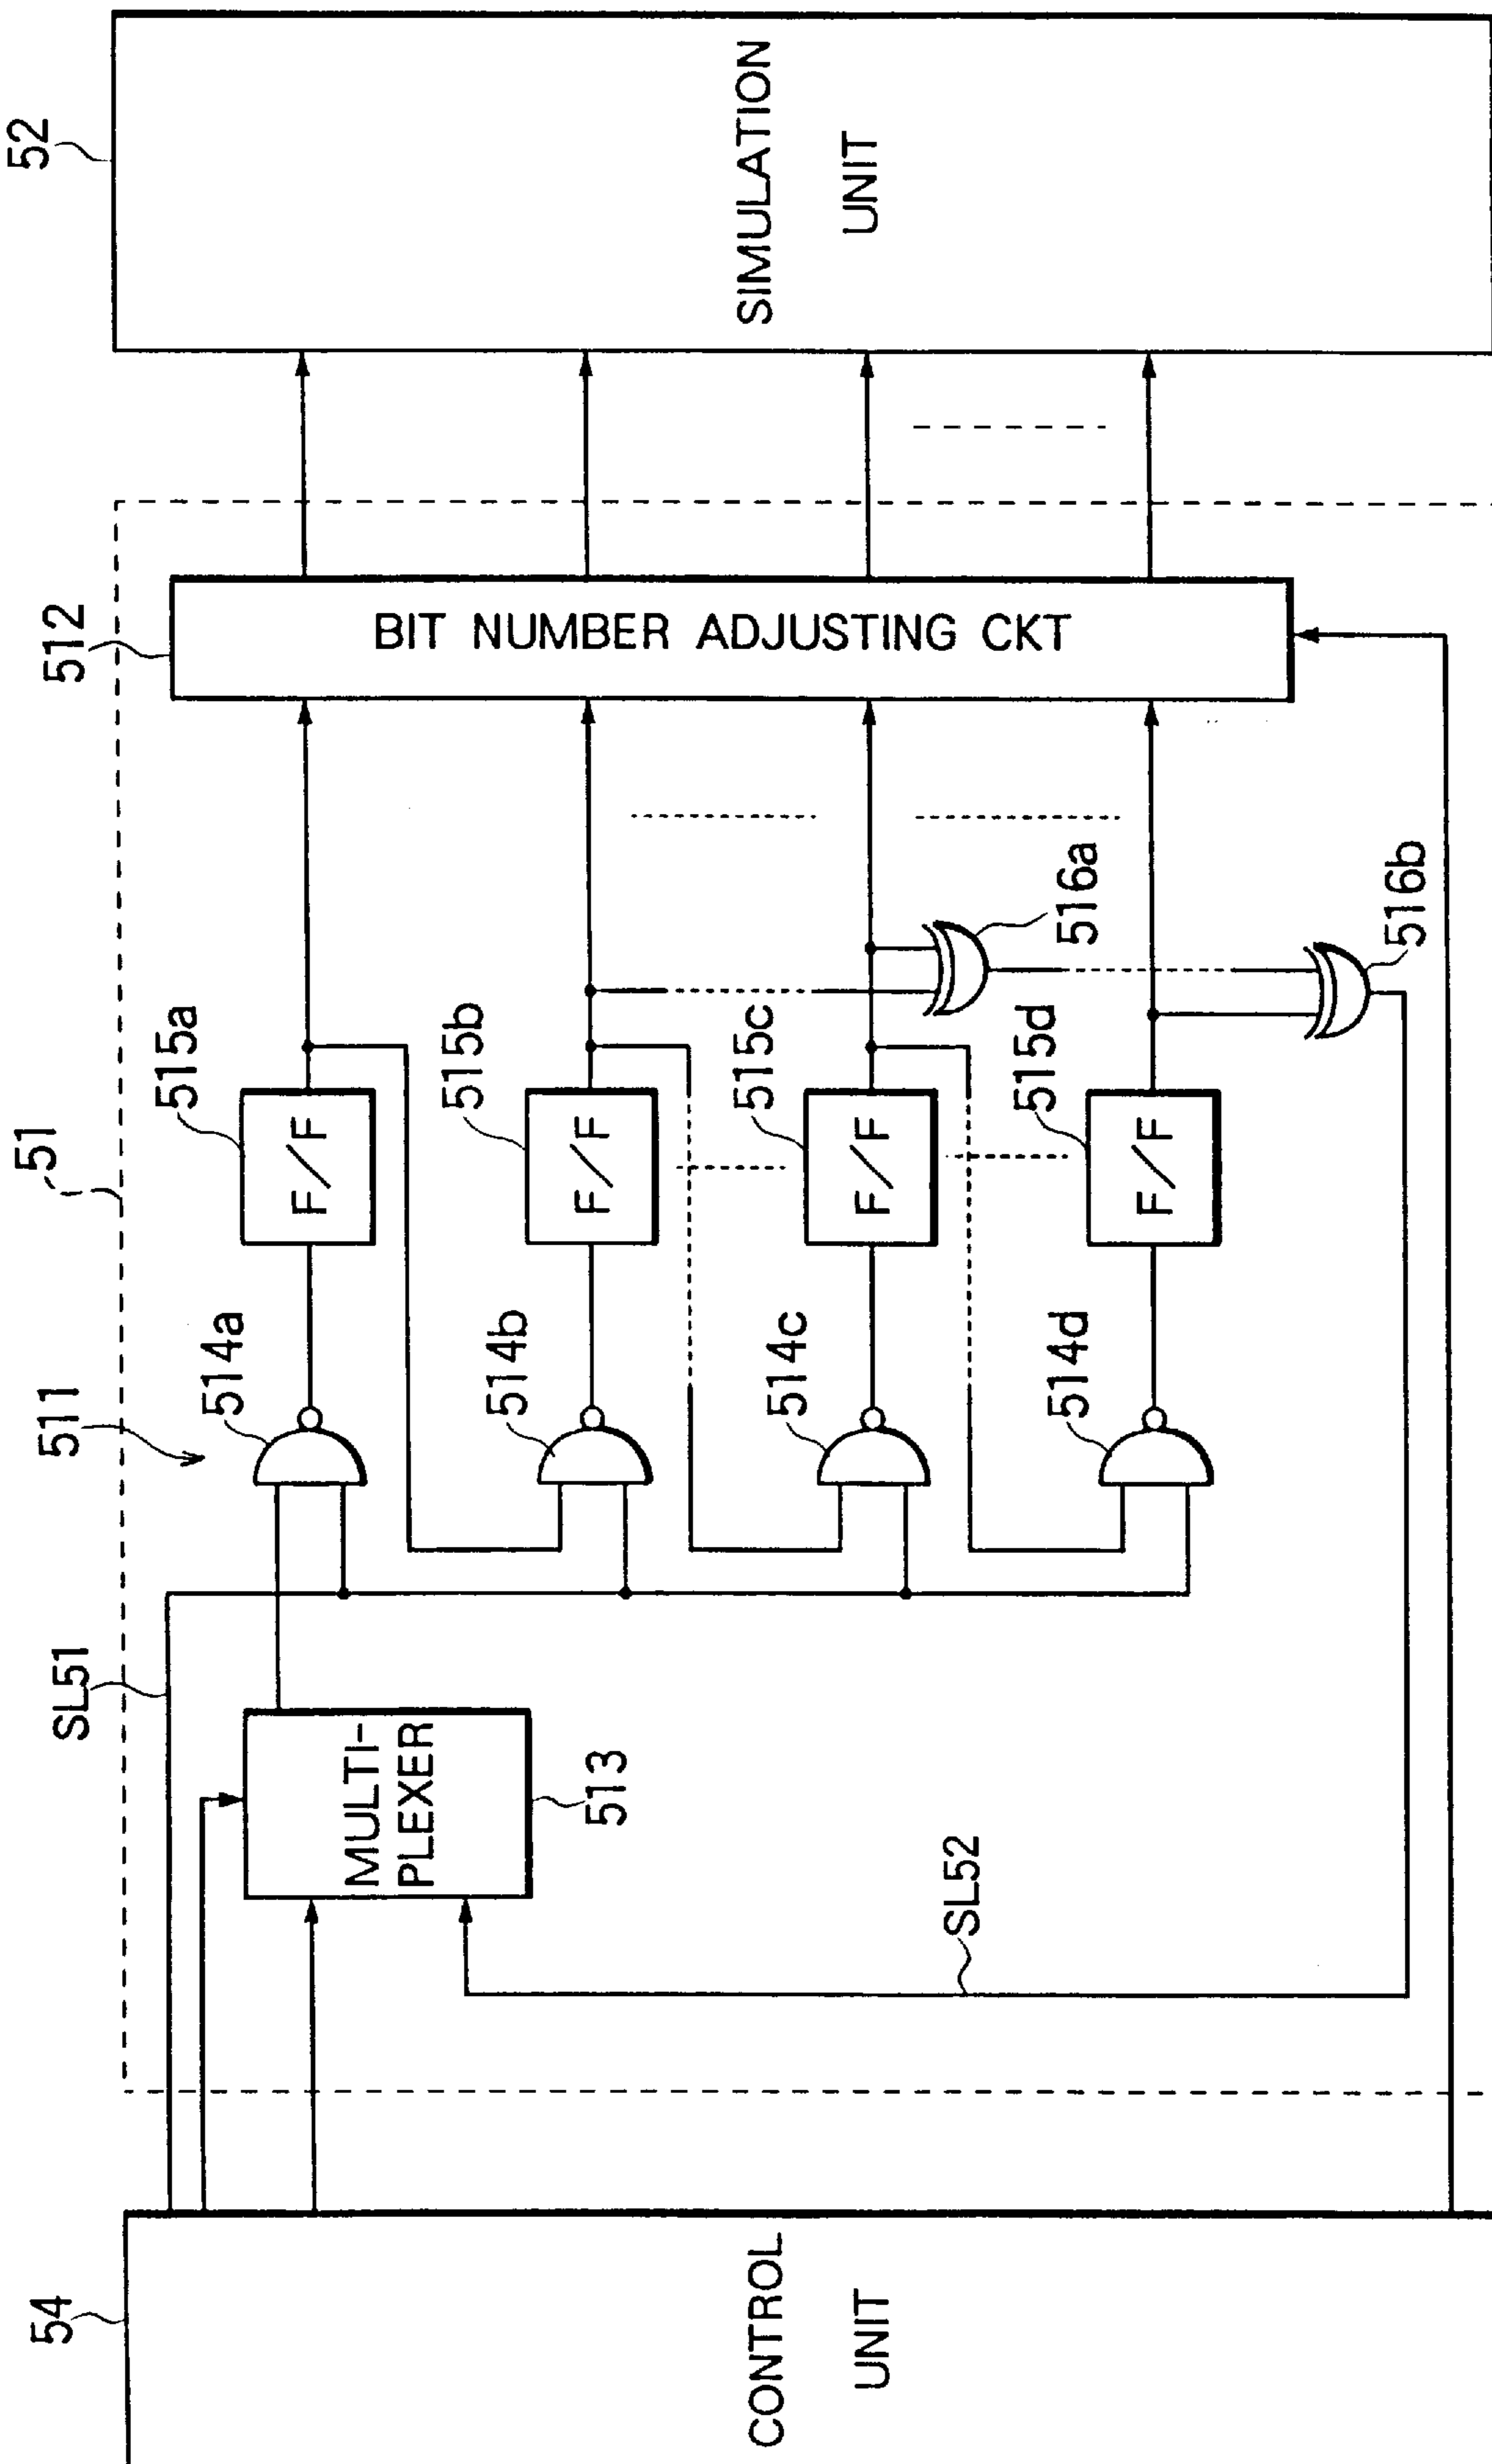 54
CONTROL
UNIT
51
SL51
511
MULTI-
PLEXER
513
SL52
514a
514b
514c
514d
515a
515b
515c
515d
F/F
F/F
F/F
F/F
516a
516b
512
BIT NUMBER ADJUSTING CKT
52
SIMULATION
UNIT